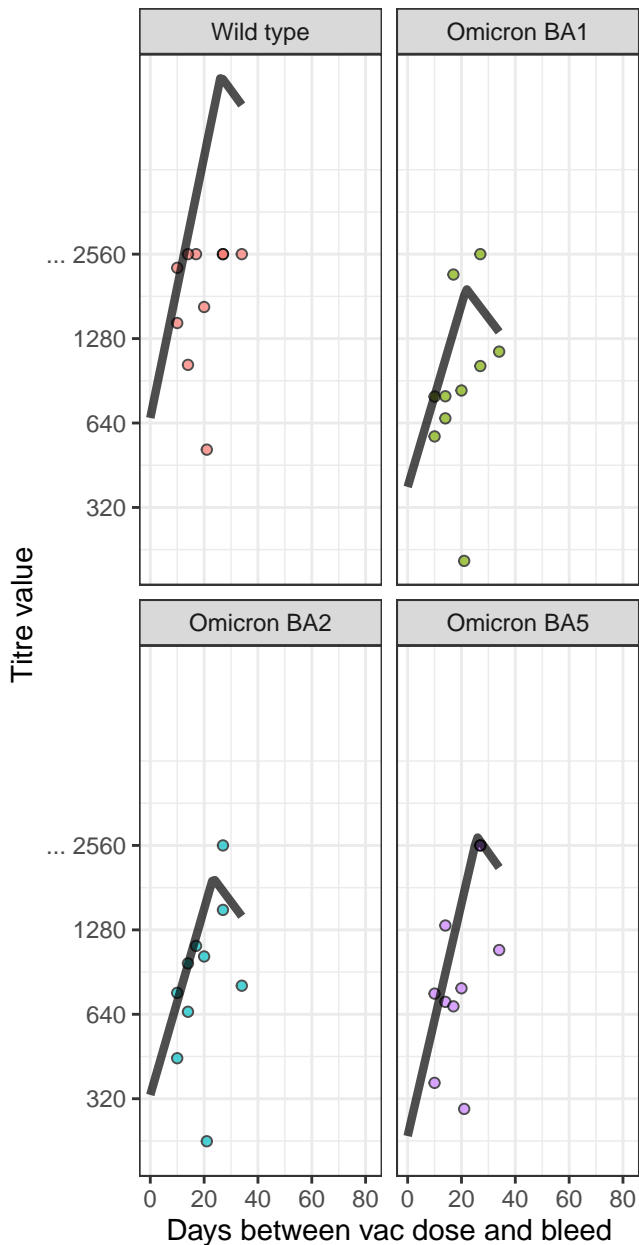 Wild type
Omicron BA1
... 2560
1280
640
320
Titre value
Omicron BA2
Omicron BA5
... 2560
1280
640
320
0 20 40 60 80 0 20 40 60 80
Days between vac dose and bleed